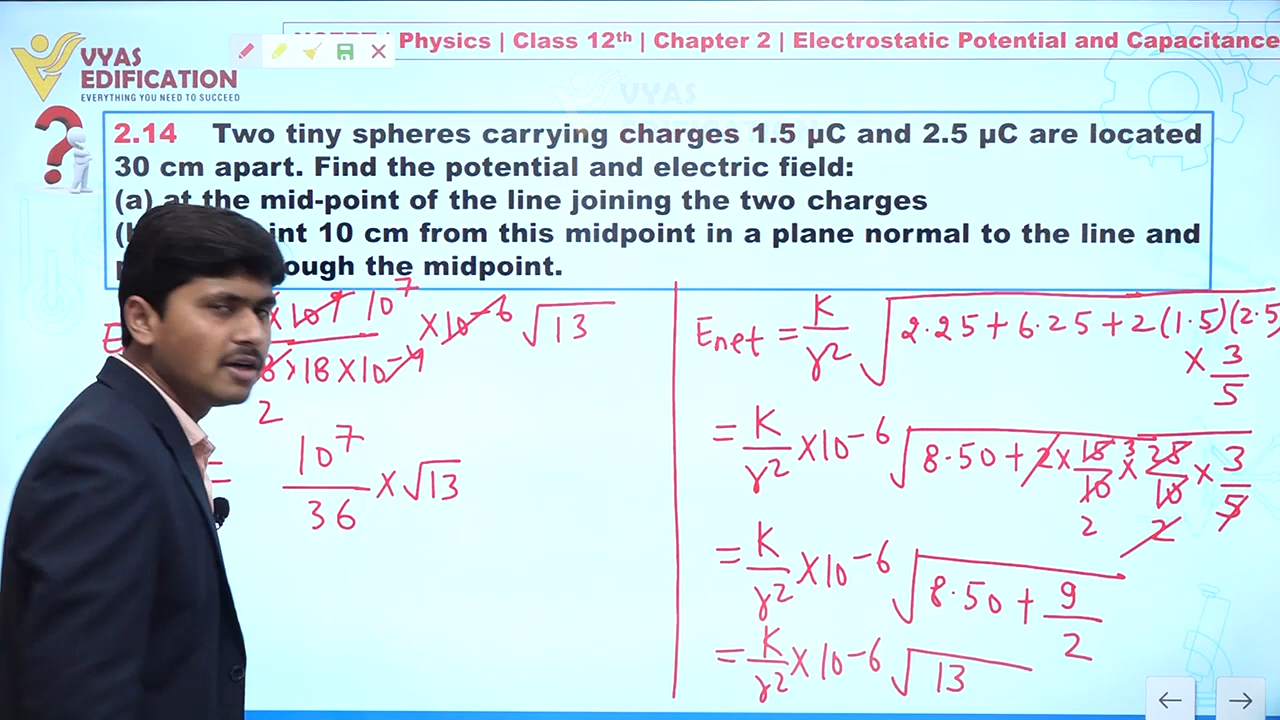 | Physics | Class 12th | Chapter 2 | Electrostatic Potential and Capacitance
VYAS
EDIFICATION
EVERYTHING YOU NEED TO SUCCEED
VYAS
2.14 Two tiny spheres carrying charges 1.5 μC and 2.5 μC are located
30 cm apart. Find the potential and electric field:
(a) at the mid-point of the line joining the two charges
int 10 cm from this midpoint in a plane normal to the line and
ough the midpoint.
×10⁹ 10⁷ ×10⁻⁶ √13
×18×10⁻⁴
2
= 10⁷/36 ×√13
Enet = K/r² √2.25+6.25+2(1.5)(2.5
× 3/5
= K/r² ×10⁻⁶ √8.50+2×15/10×25/10×3/5
3
2 2
= K/r² ×10⁻⁶ √8.50+9/2
= K/r² ×10⁻⁶ √13